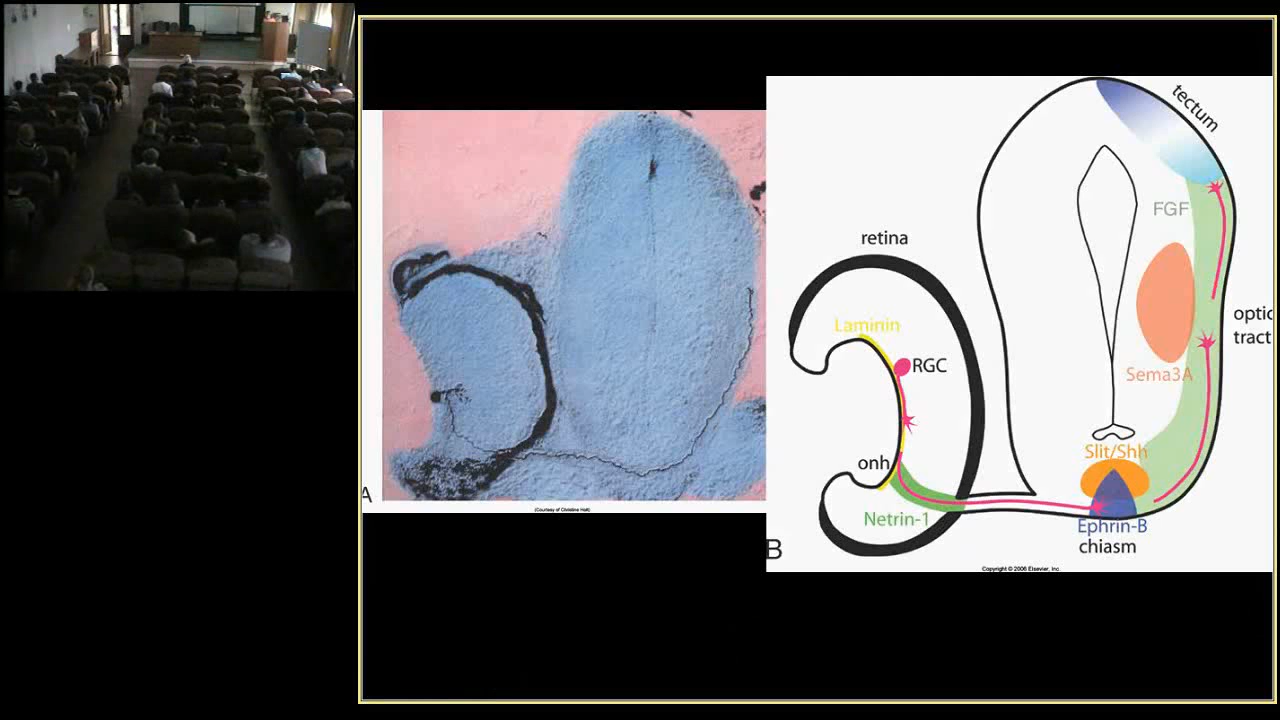 A
(Courtesy of Christine Holt)
tectum
FGF
retina
Laminin
RGC
optic
tract
Sema3A
onh
Slit/Shh
Netrin-1
Ephrin-B
chiasm
B
Copyright © 2006 Elsevier, Inc.